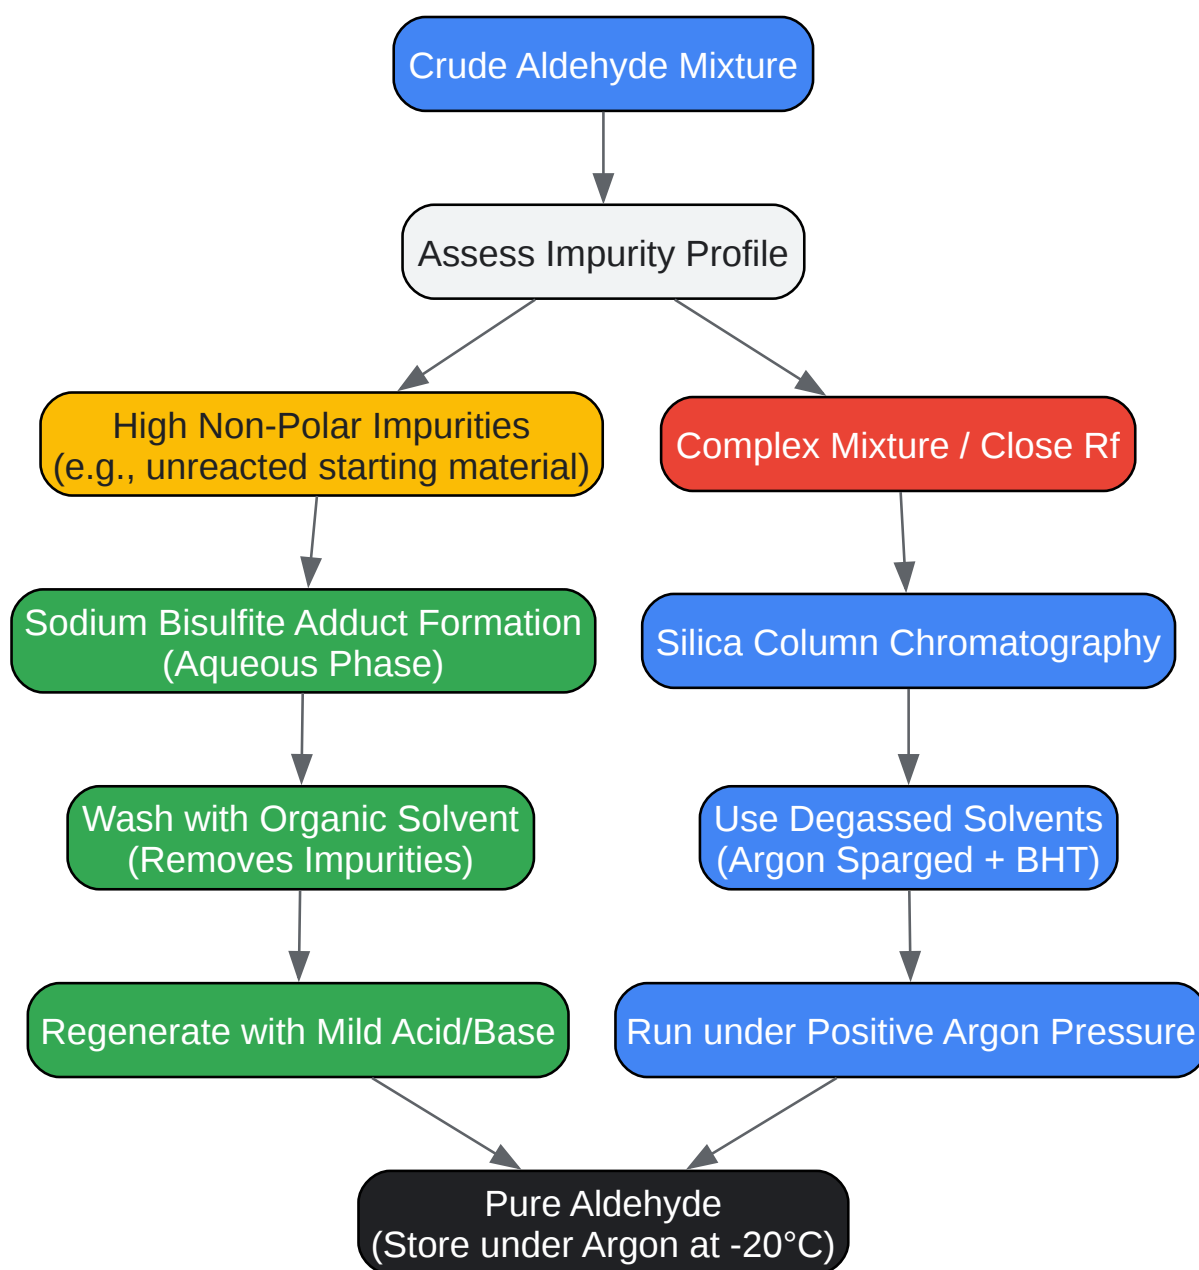 Crude Aldehyde Mixture
Assess Impurity Profile
High Non-Polar Impurities
(e.g., unreacted starting material)
Complex Mixture / Close Rf
Sodium Bisulfite Adduct Formation
(Aqueous Phase)
Silica Column Chromatography
Wash with Organic Solvent
(Removes Impurities)
Use Degassed Solvents
(Argon Sparged + BHT)
Regenerate with Mild Acid/Base
Run under Positive Argon Pressure
Pure Aldehyde
(Store under Argon at -20°C)